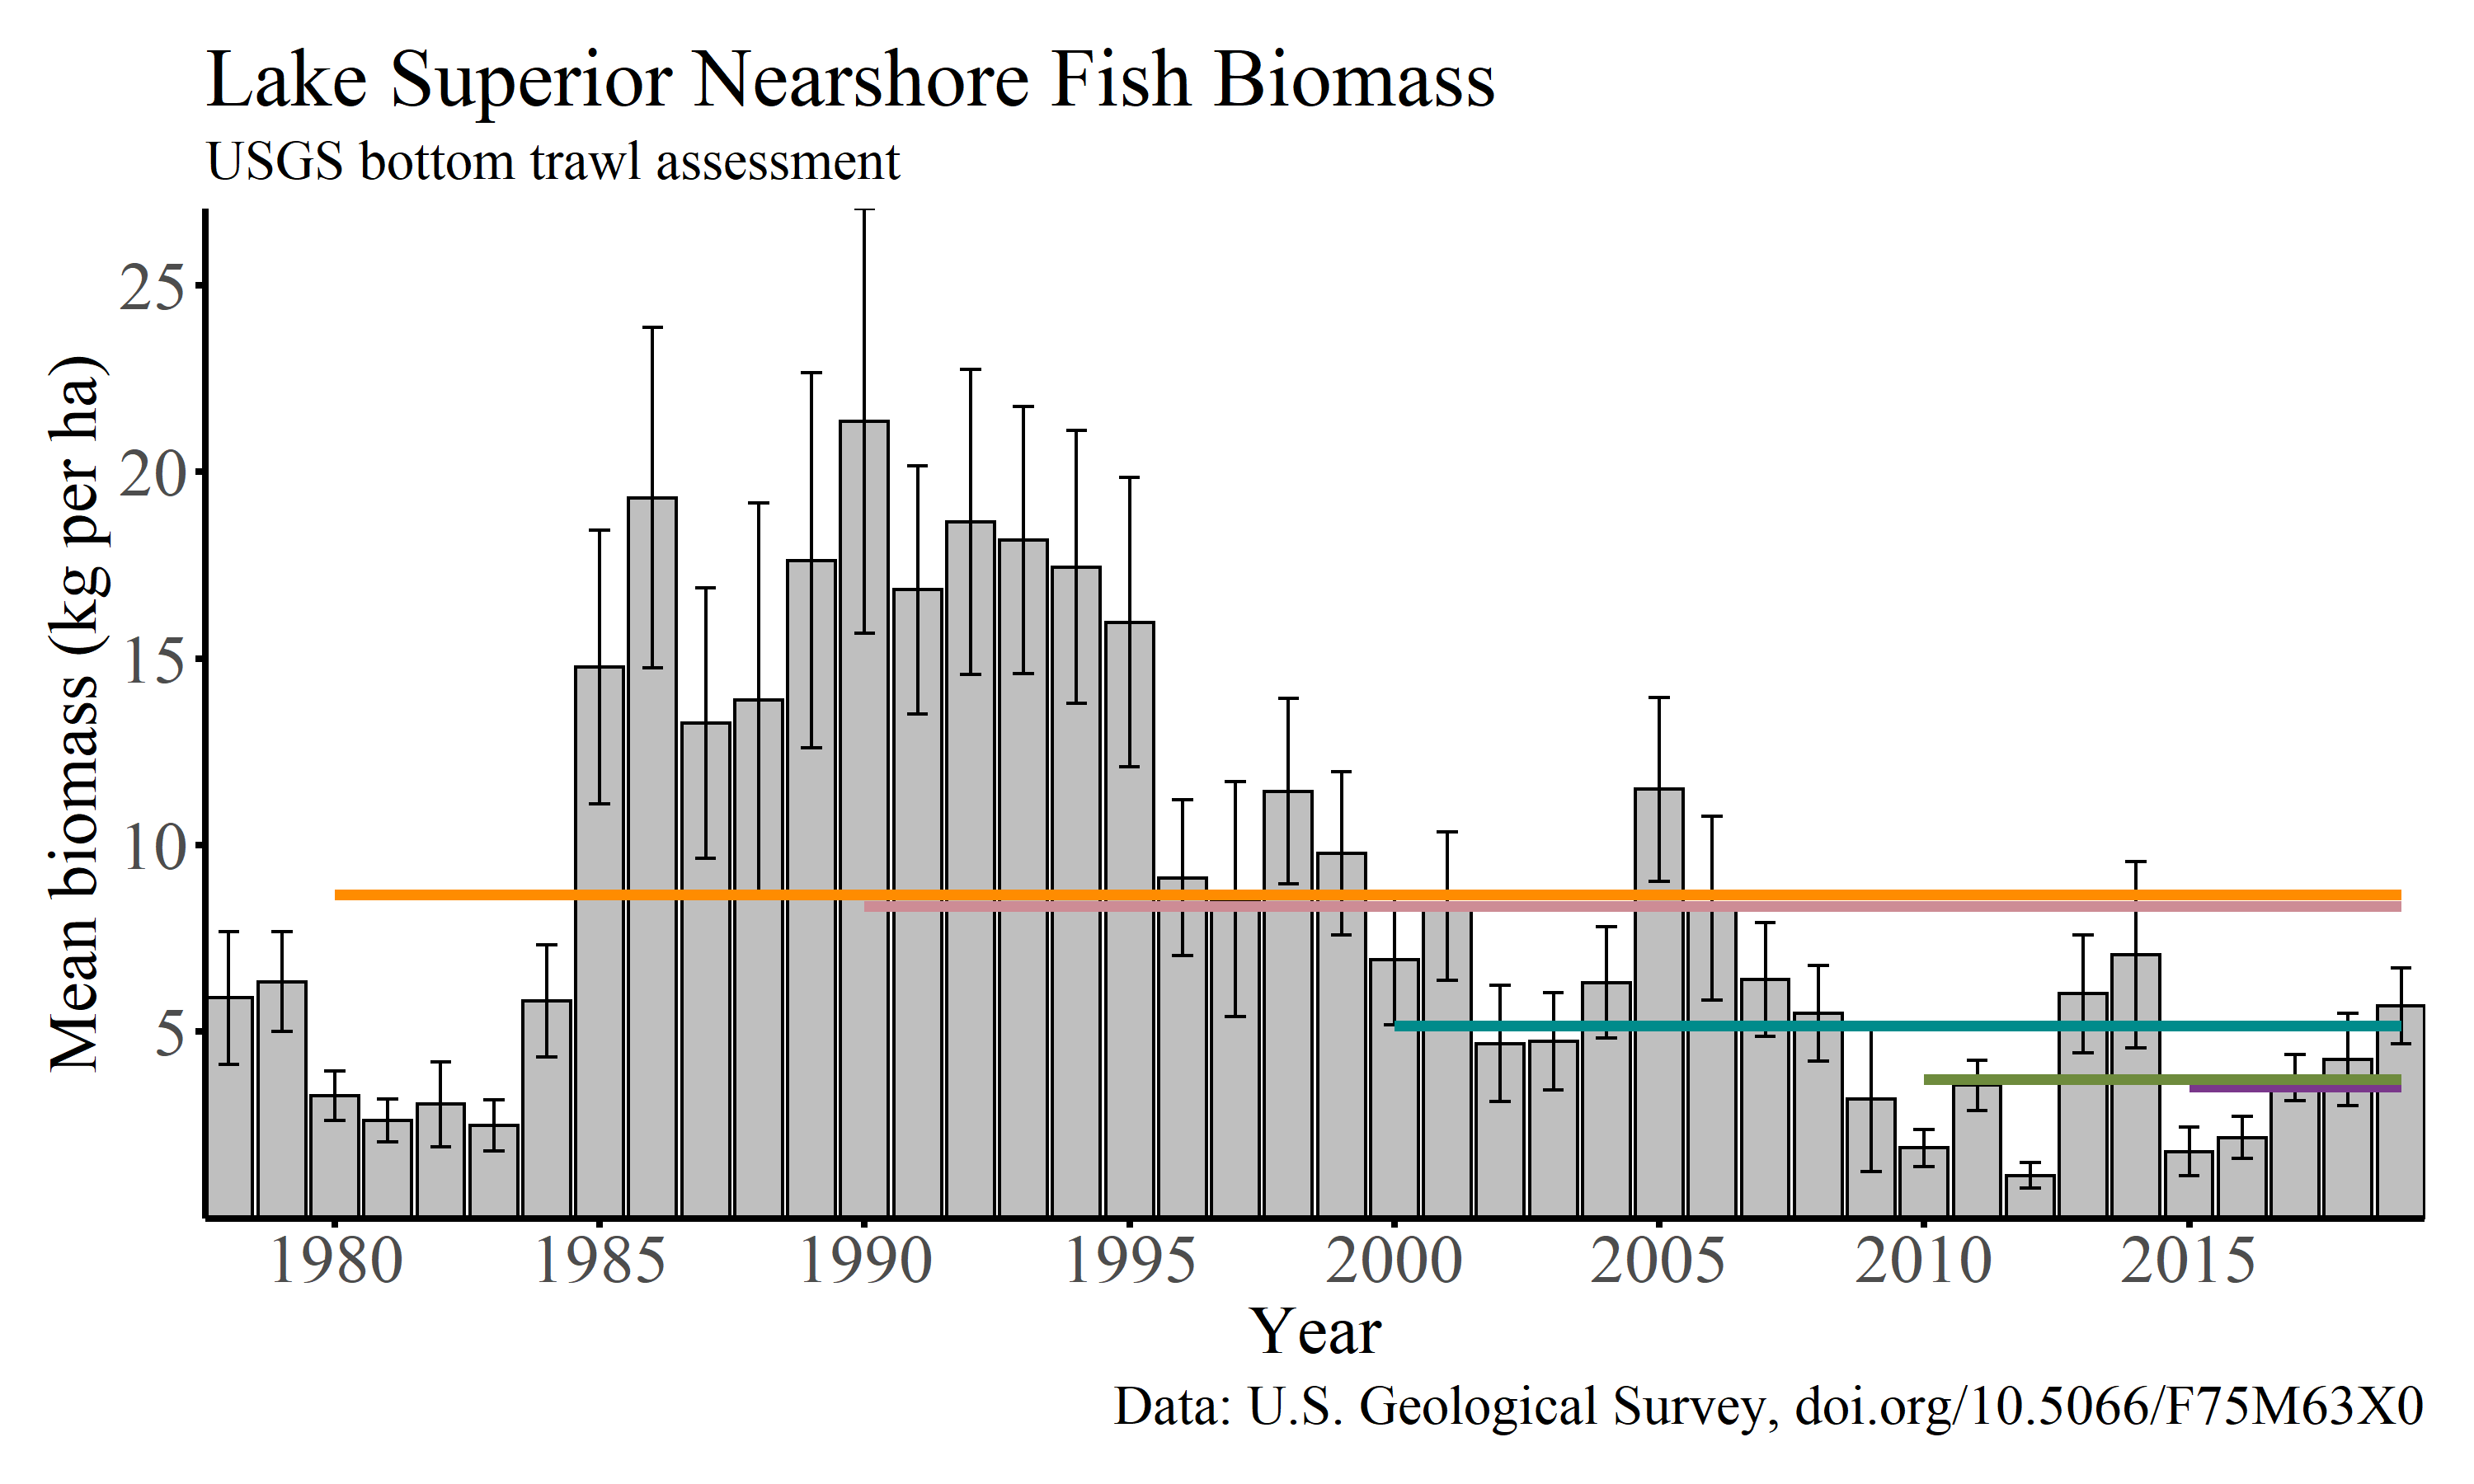 Lake Superior Nearshore Fish Biomass
USGS bottom trawl assessment
Mean biomass (kg per ha)
25
20
15
10
5
1980 1985 1990 1995 2000 2005 2010 2015
Year
Data: U.S. Geological Survey, doi.org/10.5066/F75M63X0